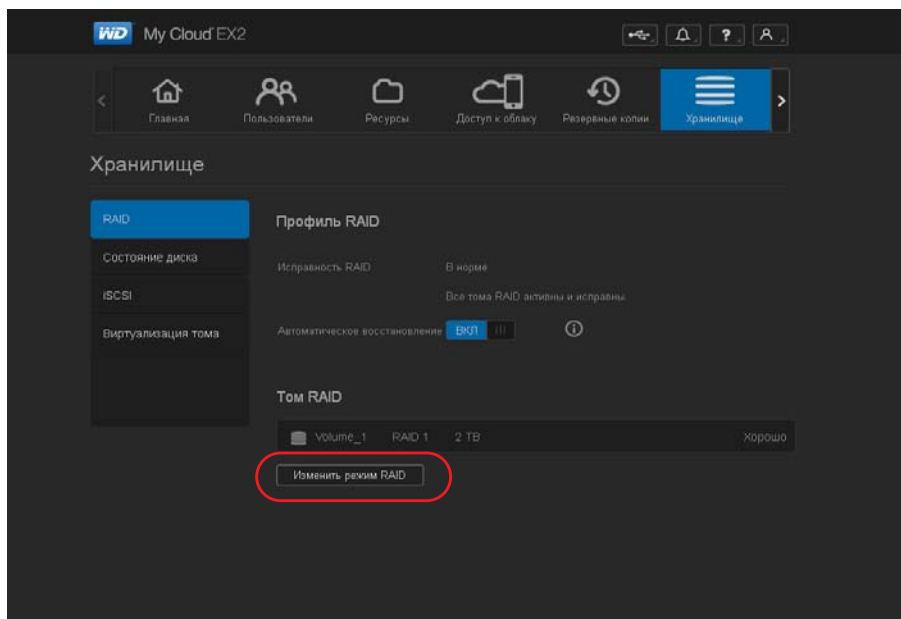 WD My Cloud EX2
?
Главная
Пользователи
Ресурсы
Доступ к облаку
Резервные копии
Хранилище
Хранилище
RAID
Состояние диска
iSCSI
Виртуализация тома
Профиль RAID
Исправность RAID В норме
Все тома RAID активны и исправны.
Автоматическое восстановление ВКЛ
Том RAID
Volume_1 RAID 1 2 TB Хорошо
Изменить режим RAID